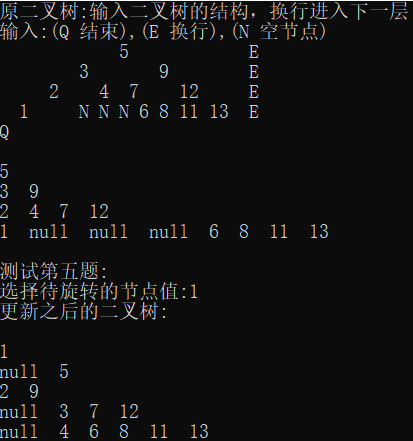 原二叉树:输入二叉树的结构，换行进入下一层
输入:(Q 结束),(E 换行),(N 空节点)
5 E
3 9 E
2 4 7 12 E
1 N N N 6 8 11 13 E
Q
5
3 9
2 4 7 12
1 null null null 6 8 11 13
测试第五题:
选择待旋转的节点值:1
更新之后的二叉树:
1
null 5
2 9
null 3 7 12
null 4 6 8 11 13